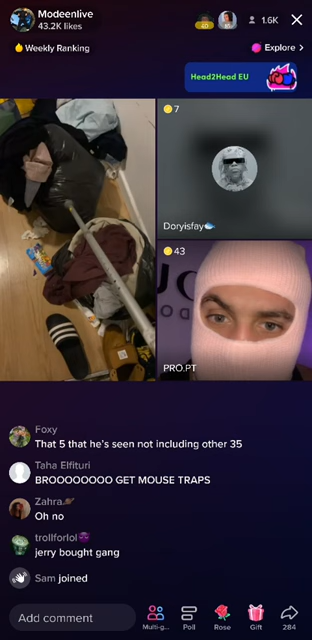 Modeenlive
43.2K likes
40
1.6K
Weekly Ranking
Explore >
Head2Head EU
7
Doryisfay
43
PRO.PT
Foxy
That 5 that he's seen not including other 35
Taha Elfituri
BROOOOOOOO GET MOUSE TRAPS
Zahra
Oh no
trollforlol
jerry bought gang
Sam joined
Add comment
Multi-g...
Poll
Rose
Gift
284